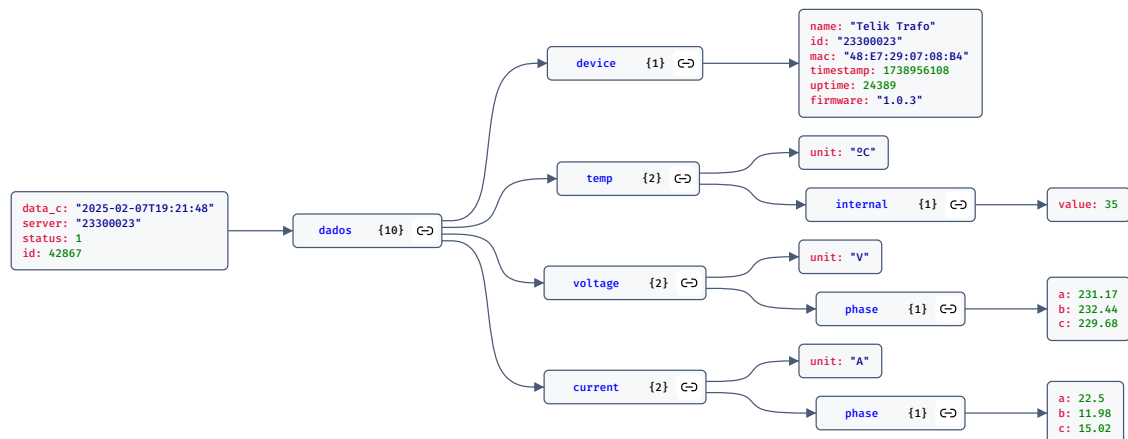 data_c: "2025-02-07T19:21:48"
server: "23300023"
status: 1
id: 42867
dados {10}
device {1}
name: "Telik Trafo"
id: "23300023"
mac: "48:E7:29:07:08:B4"
timestamp: 1738956108
uptime: 24389
firmware: "1.0.3"
temp {2}
unit: "ºC"
internal {1}
value: 35
voltage {2}
unit: "V"
phase {1}
a: 231.17
b: 232.44
c: 229.68
current {2}
unit: "A"
phase {1}
a: 22.5
b: 11.98
c: 15.02